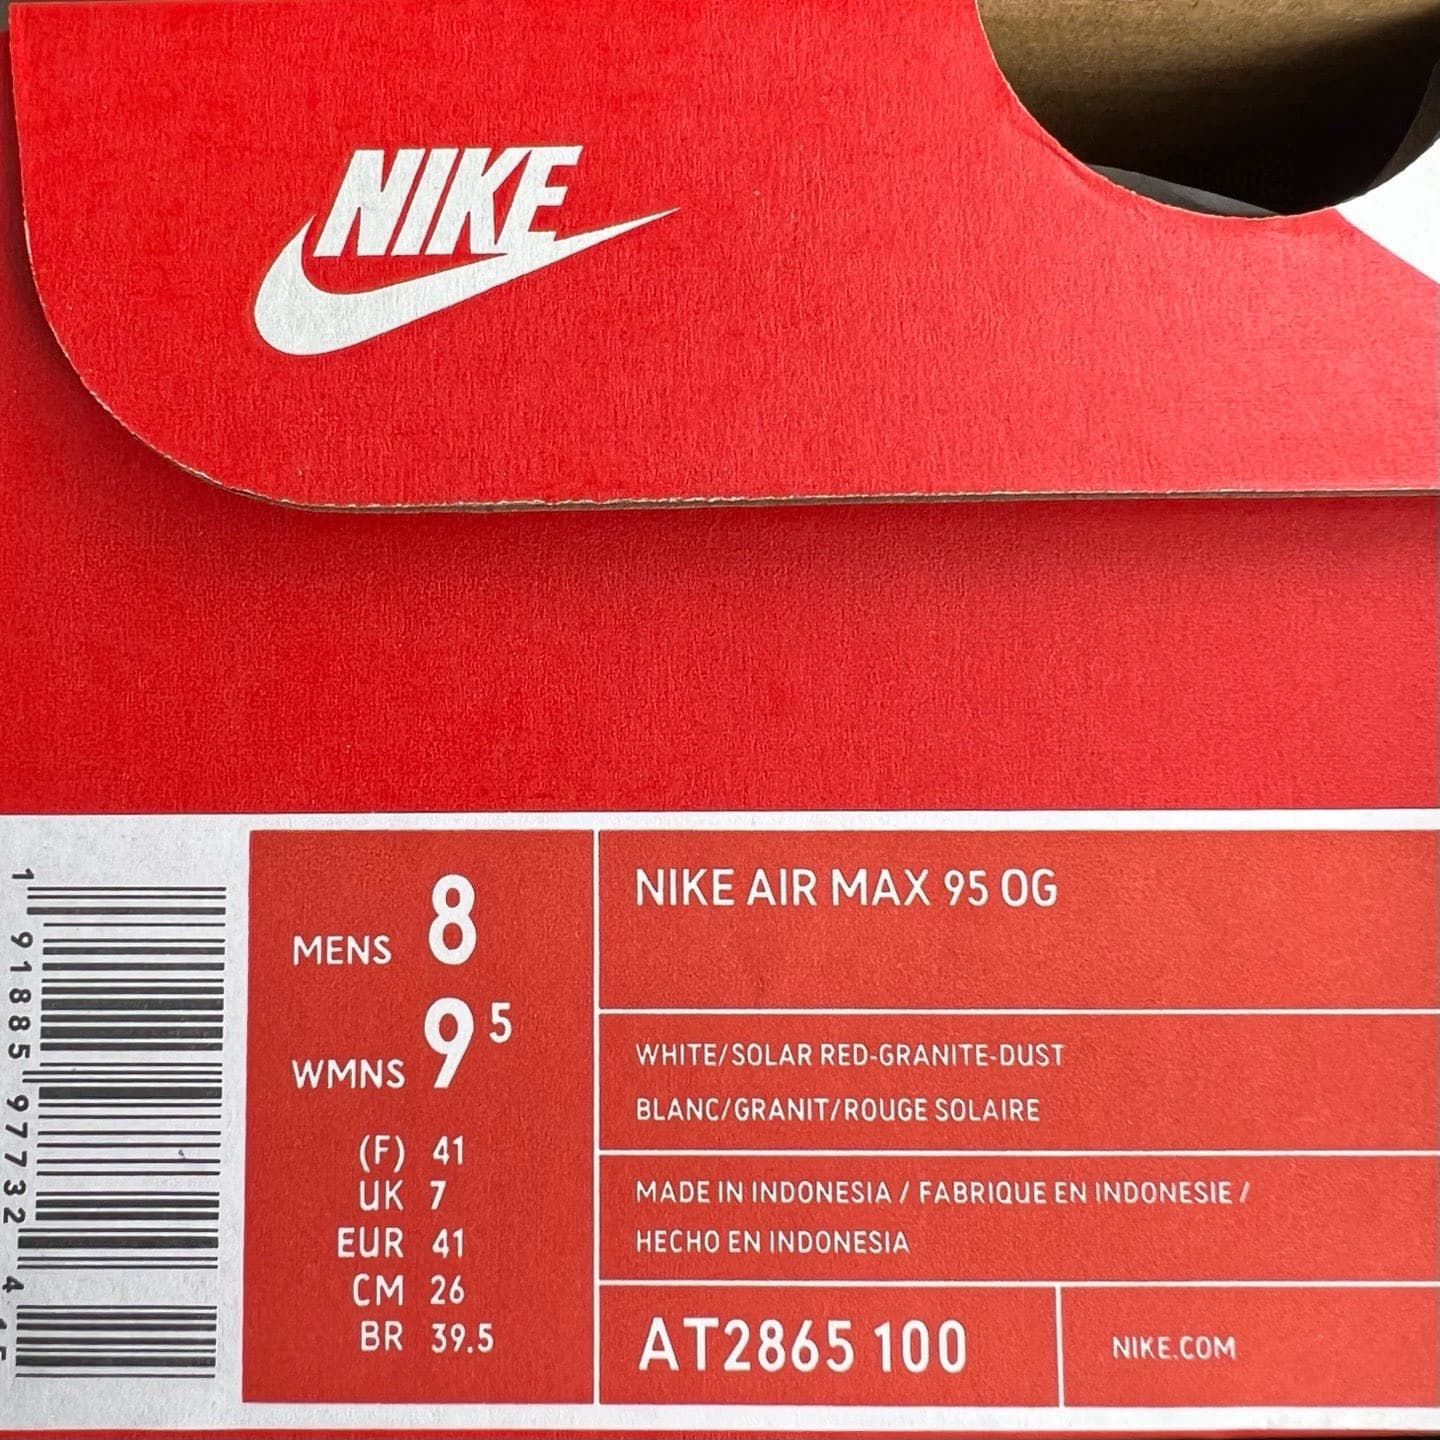 NIKE
MENS 8
WMNS 9 5
(F) 41
UK 7
EUR 41
CM 26
BR 39.5
NIKE AIR MAX 95 OG
WHITE/SOLAR RED-GRANITE-DUST
BLANC/GRANIT/ROUGE SOLAIRE
MADE IN INDONESIA / FABRIQUE EN INDONESIE /
HECHO EN INDONESIA
AT2865 100
NIKE.COM
1 91885 97732 4